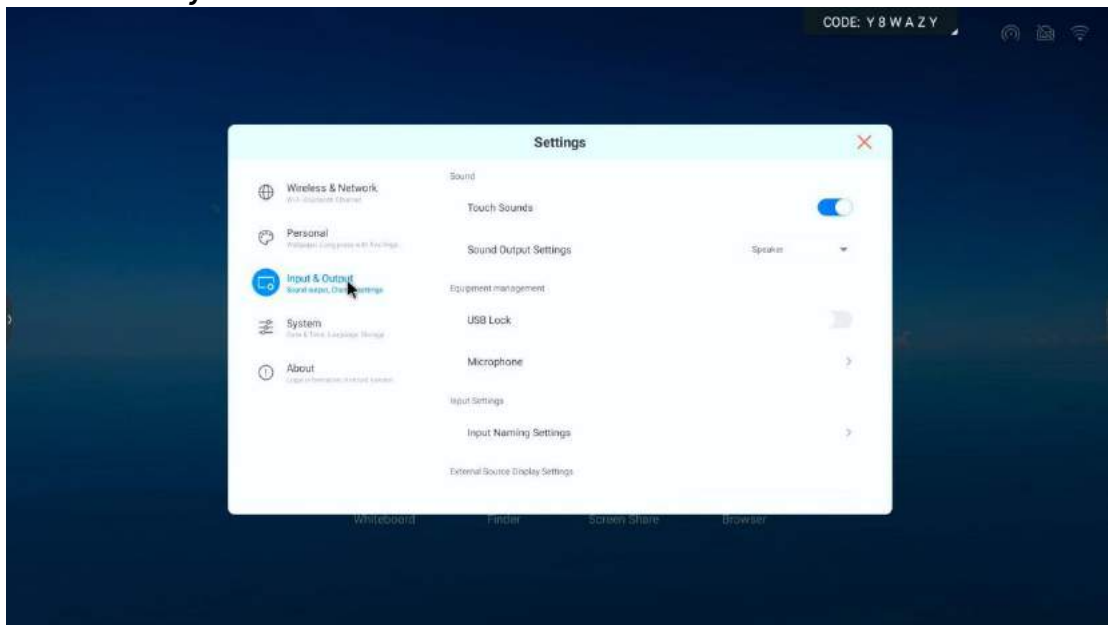 y
CODE: Y 8 W A Z Y
Settings
Wireless & Network
Personal
Input & Output
System
About
Sound
Touch Sounds
Sound Output Settings
Speaker
Equipment management
USB Lock
Microphone
Input Settings
Input Naming Settings
External Source Display Settings
Whiteboard
Finder
Screen Share
Browser